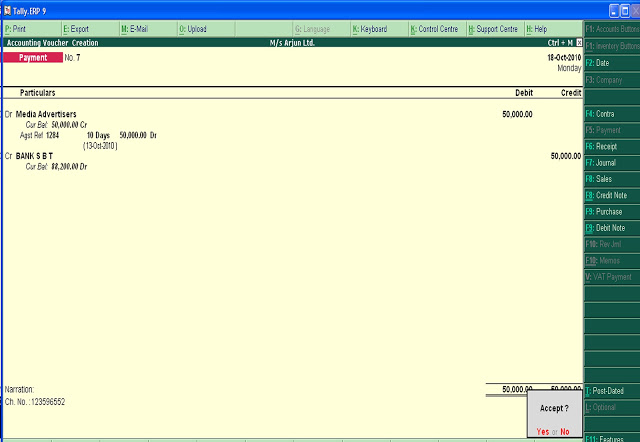 Tally.ERP 9
P: Print E: Export M: E-Mail O: Upload G: Language K: Keyboard K: Control Centre H: Support Centre H: Help
F1: Accounts Buttons
Accounting Voucher Creation M/s Arjun Ltd. Ctrl + M
F1: Inventory Buttons
Payment No. 7 18-Oct-2010
F2: Date
Monday
F3: Company
Particulars Debit Credit
Dr Media Advertisers 50,000.00
F4: Contra
Cur Bal: 50,000.00 Cr
F5: Payment
Agst Ref 1284 10 Days 50,000.00 Dr
(13-Oct-2010)
F6: Receipt
Cr BANK S B T 50,000.00
F7: Journal
Cur Bal: 88,200.00 Dr
F8: Sales
F8: Credit Note
F9: Purchase
F9: Debit Note
F10: Rev Jrnl
F10: Memos
V: VAT Payment
Narration: 50,000.00 50,000.00
T: Post-Dated
Ch. No. :123596552
Accept ?
L: Optional
Yes or No
F11: Features